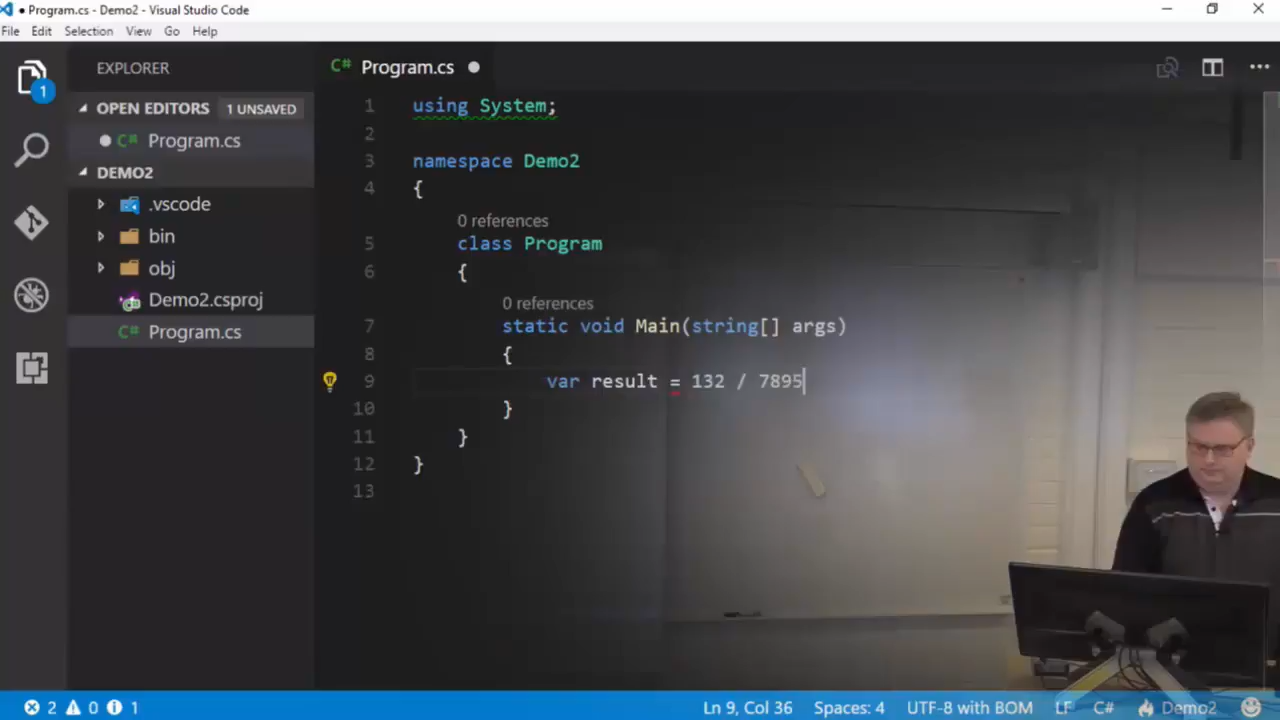 ● Program.cs - Demo2 - Visual Studio Code
File Edit Selection View Go Help
EXPLORER
OPEN EDITORS 1 UNSAVED
C# Program.cs
DEMO2
.vscode
bin
obj
Demo2.csproj
C# Program.cs
1
C# Program.cs ●
1 using System;
2
3 namespace Demo2
4 {
0 references
5 class Program
6 {
0 references
7 static void Main(string[] args)
8 {
9 var result = 132 / 7895
10 }
11 }
12 }
13
2 0 1 Ln 9, Col 36 Spaces: 4 UTF-8 with BOM LF C# Demo2